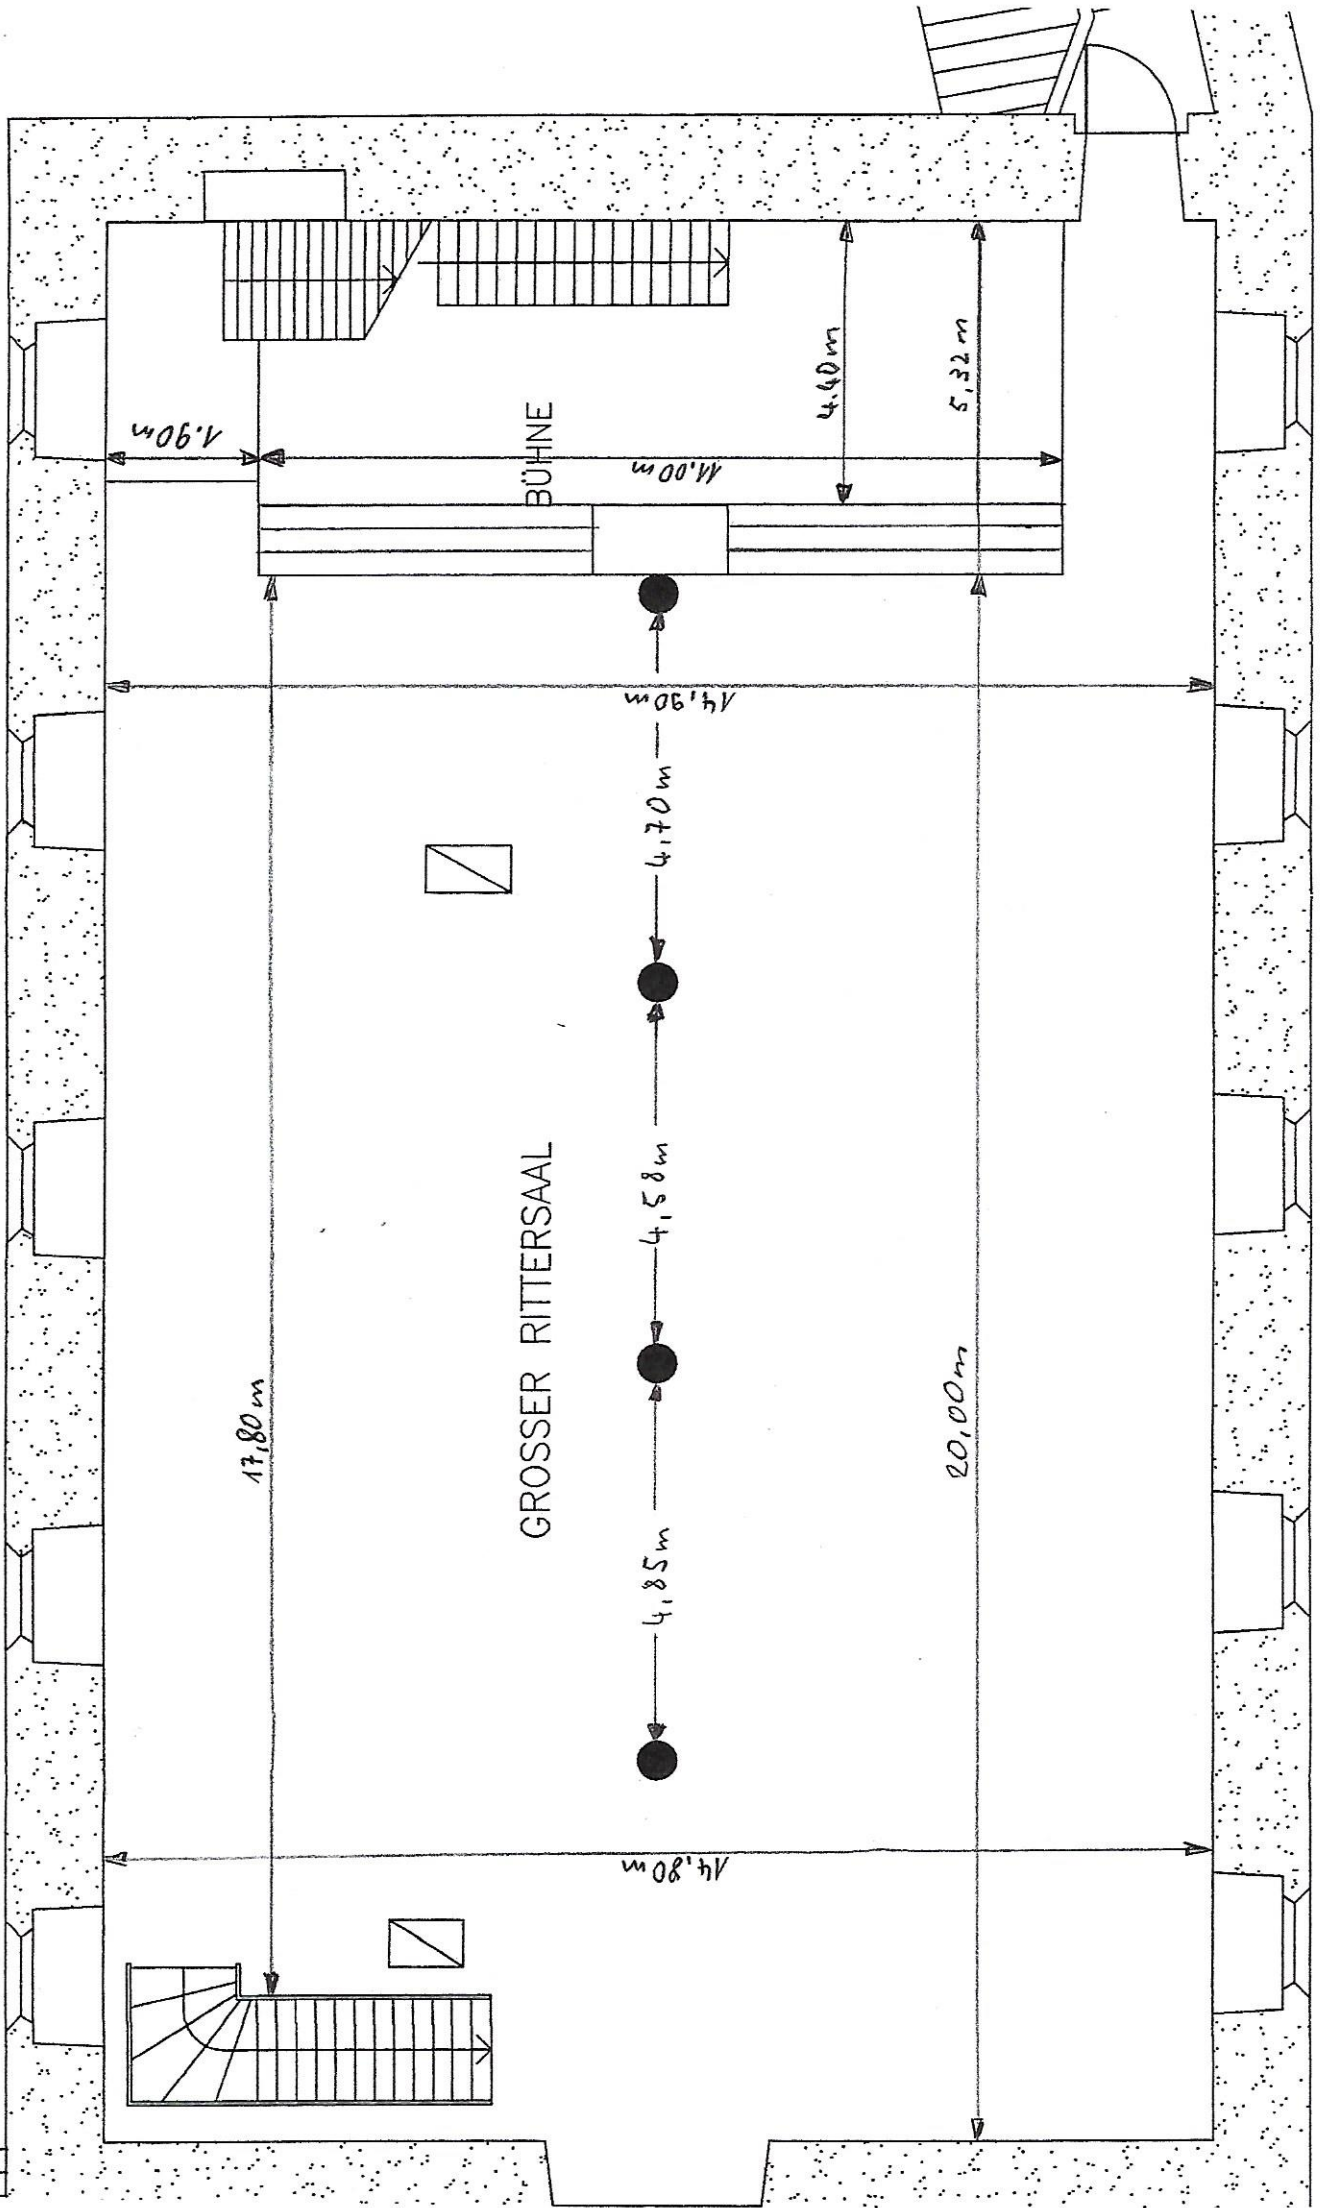 4.40m
5,32m
1.90m
BÜHNE
11,00m
14,90m
4,70m
4,58m
GROSSER RITTERSAAL
17,80m
20,00m
4,85m
14,80m